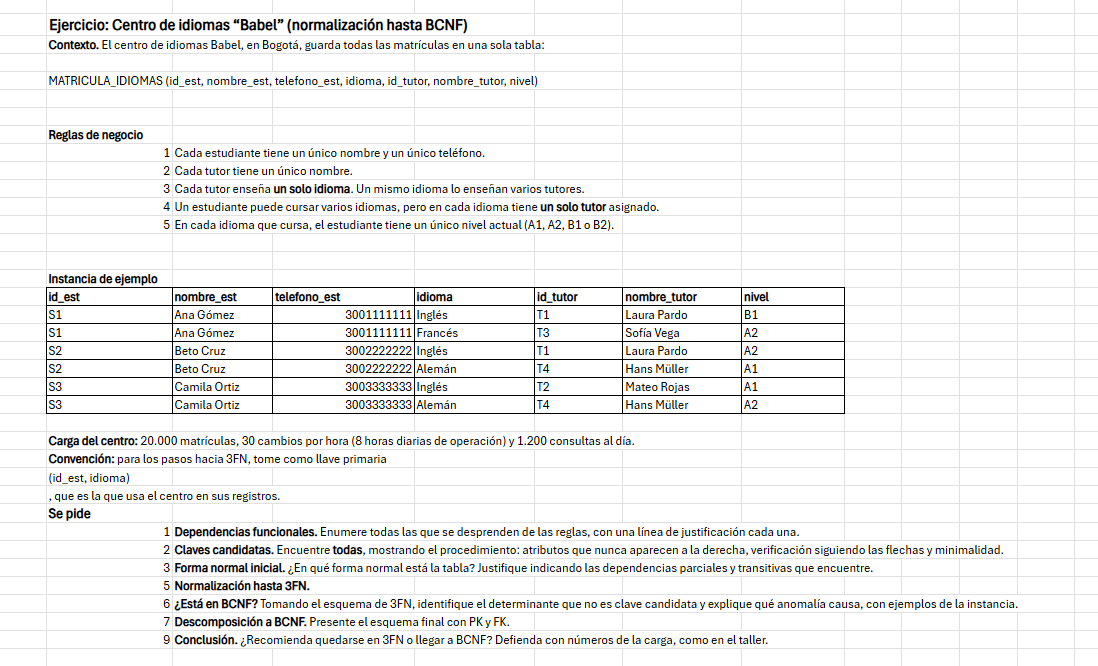 Ejercicio: Centro de idiomas “Babel” (normalización hasta BCNF)
Contexto. El centro de idiomas Babel, en Bogotá, guarda todas las matrículas en una sola tabla:
MATRICULA_IDIOMAS (id_est, nombre_est, telefono_est, idioma, id_tutor, nombre_tutor, nivel)
Reglas de negocio
1 Cada estudiante tiene un único nombre y un único teléfono.
2 Cada tutor tiene un único nombre.
3 Cada tutor enseña un solo idioma. Un mismo idioma lo enseñan varios tutores.
4 Un estudiante puede cursar varios idiomas, pero en cada idioma tiene un solo tutor asignado.
5 En cada idioma que cursa, el estudiante tiene un único nivel actual (A1, A2, B1 o B2).
Instancia de ejemplo
id_est nombre_est telefono_est idioma id_tutor nombre_tutor nivel
S1 Ana Gómez 3001111111 Inglés T1 Laura Pardo B1
S1 Ana Gómez 3001111111 Francés T3 Sofía Vega A2
S2 Beto Cruz 3002222222 Inglés T1 Laura Pardo A2
S2 Beto Cruz 3002222222 Alemán T4 Hans Müller A1
S3 Camila Ortiz 3003333333 Inglés T2 Mateo Rojas A1
S3 Camila Ortiz 3003333333 Alemán T4 Hans Müller A2
Carga del centro: 20.000 matrículas, 30 cambios por hora (8 horas diarias de operación) y 1.200 consultas al día.
Convención: para los pasos hacia 3FN, tome como llave primaria
(id_est, idioma)
, que es la que usa el centro en sus registros.
Se pide
1 Dependencias funcionales. Enumere todas las que se desprenden de las reglas, con una línea de justificación cada una.
2 Claves candidatas. Encuentre todas, mostrando el procedimiento: atributos que nunca aparecen a la derecha, verificación siguiendo las flechas y minimalidad.
3 Forma normal inicial. ¿En qué forma normal está la tabla? Justifique indicando las dependencias parciales y transitivas que encuentre.
5 Normalización hasta 3FN.
6 ¿Está en BCNF? Tomando el esquema de 3FN, identifique el determinante que no es clave candidata y explique qué anomalía causa, con ejemplos de la instancia.
7 Descomposición a BCNF. Presente el esquema final con PK y FK.
9 Conclusión. ¿Recomienda quedarse en 3FN o llegar a BCNF? Defienda con números de la carga, como en el taller.